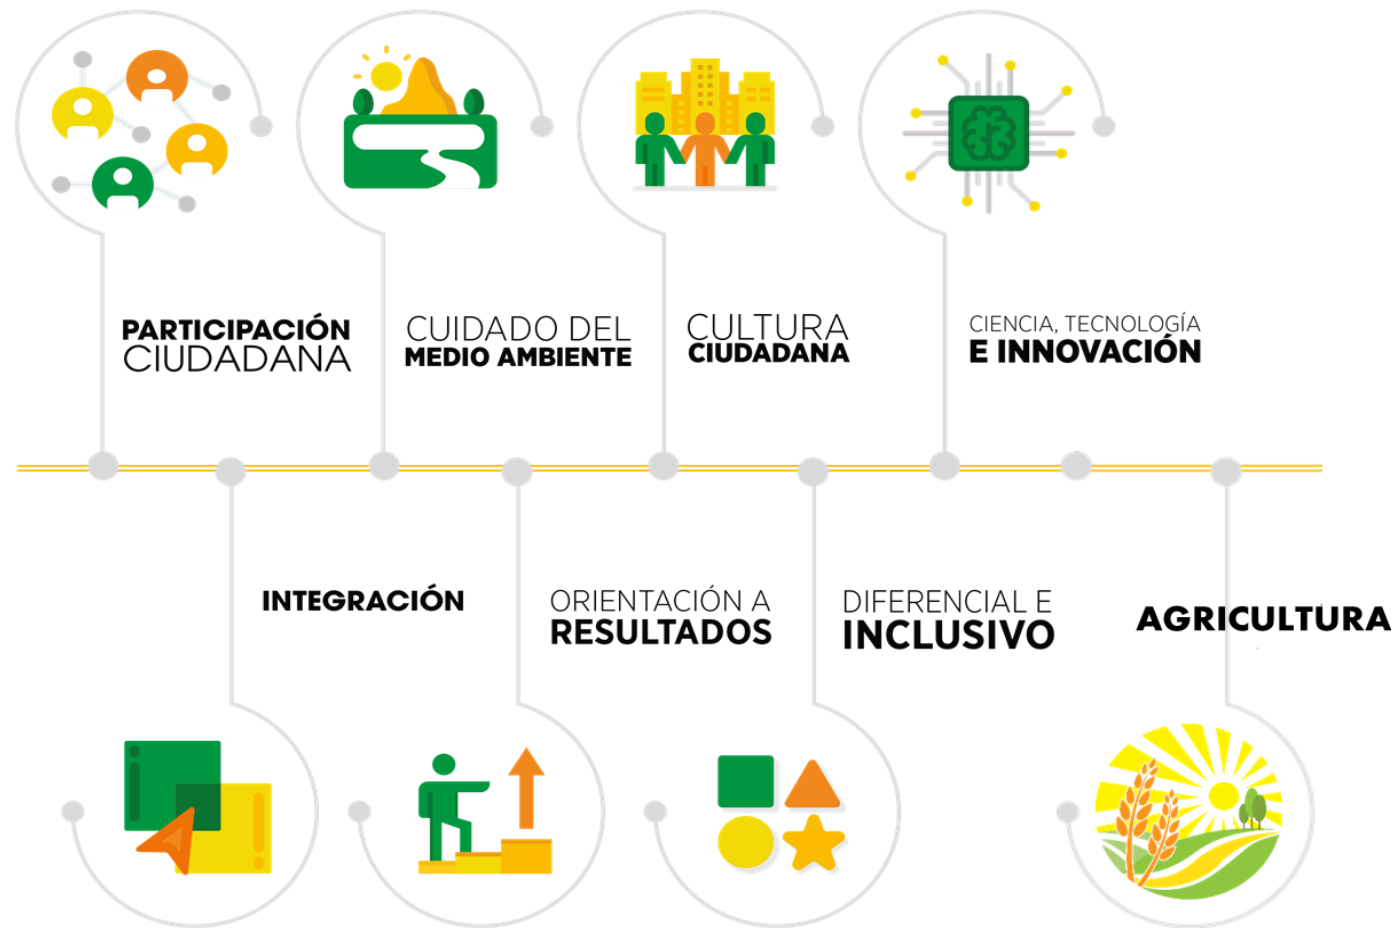 PARTICIPACIÓN
CIUDADANA
CUIDADO DEL
MEDIO AMBIENTE
CULTURA
CIUDADANA
CIENCIA, TECNOLOGÍA
E INNOVACIÓN
INTEGRACIÓN
ORIENTACIÓN A
RESULTADOS
DIFERENCIAL E
INCLUSIVO
AGRICULTURA